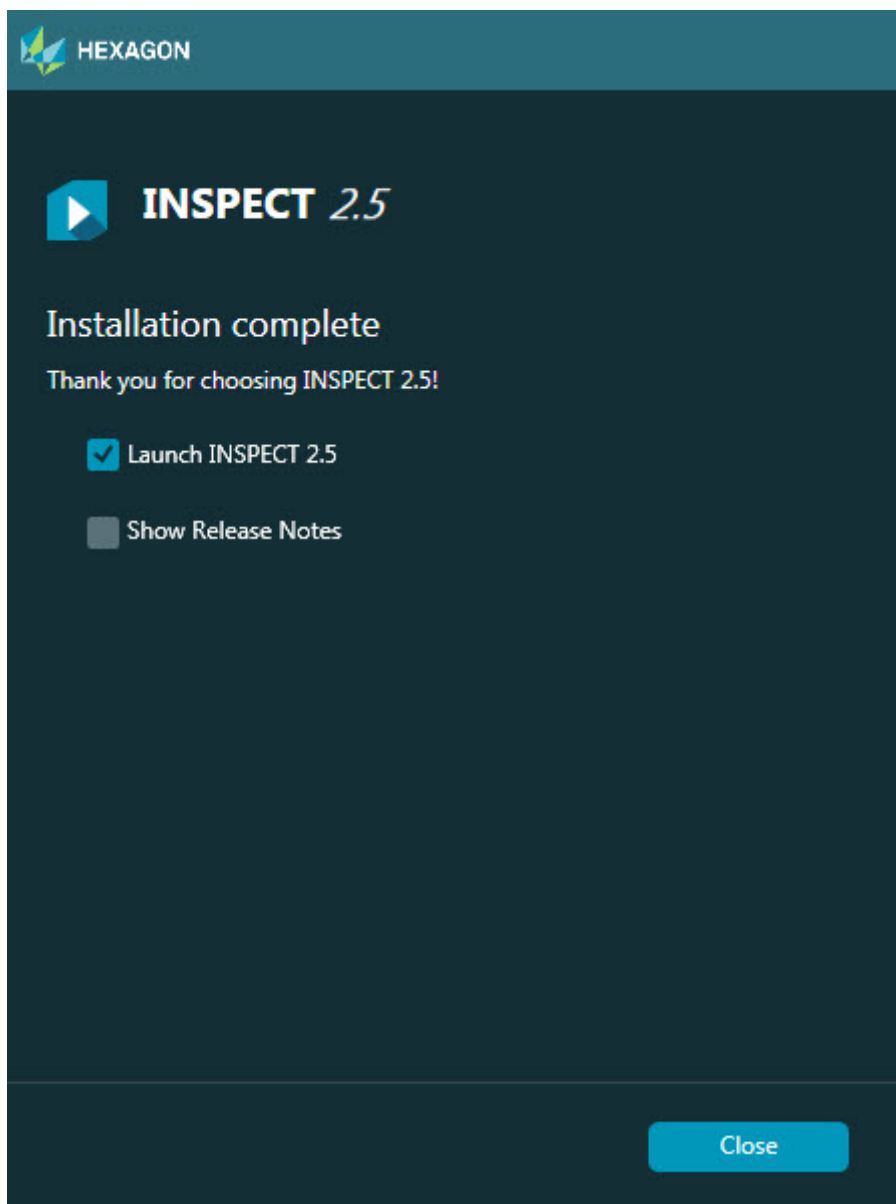 HEXAGON
INSPECT 2.5
Installation complete
Thank you for choosing INSPECT 2.5!
Launch INSPECT 2.5
Show Release Notes
Close